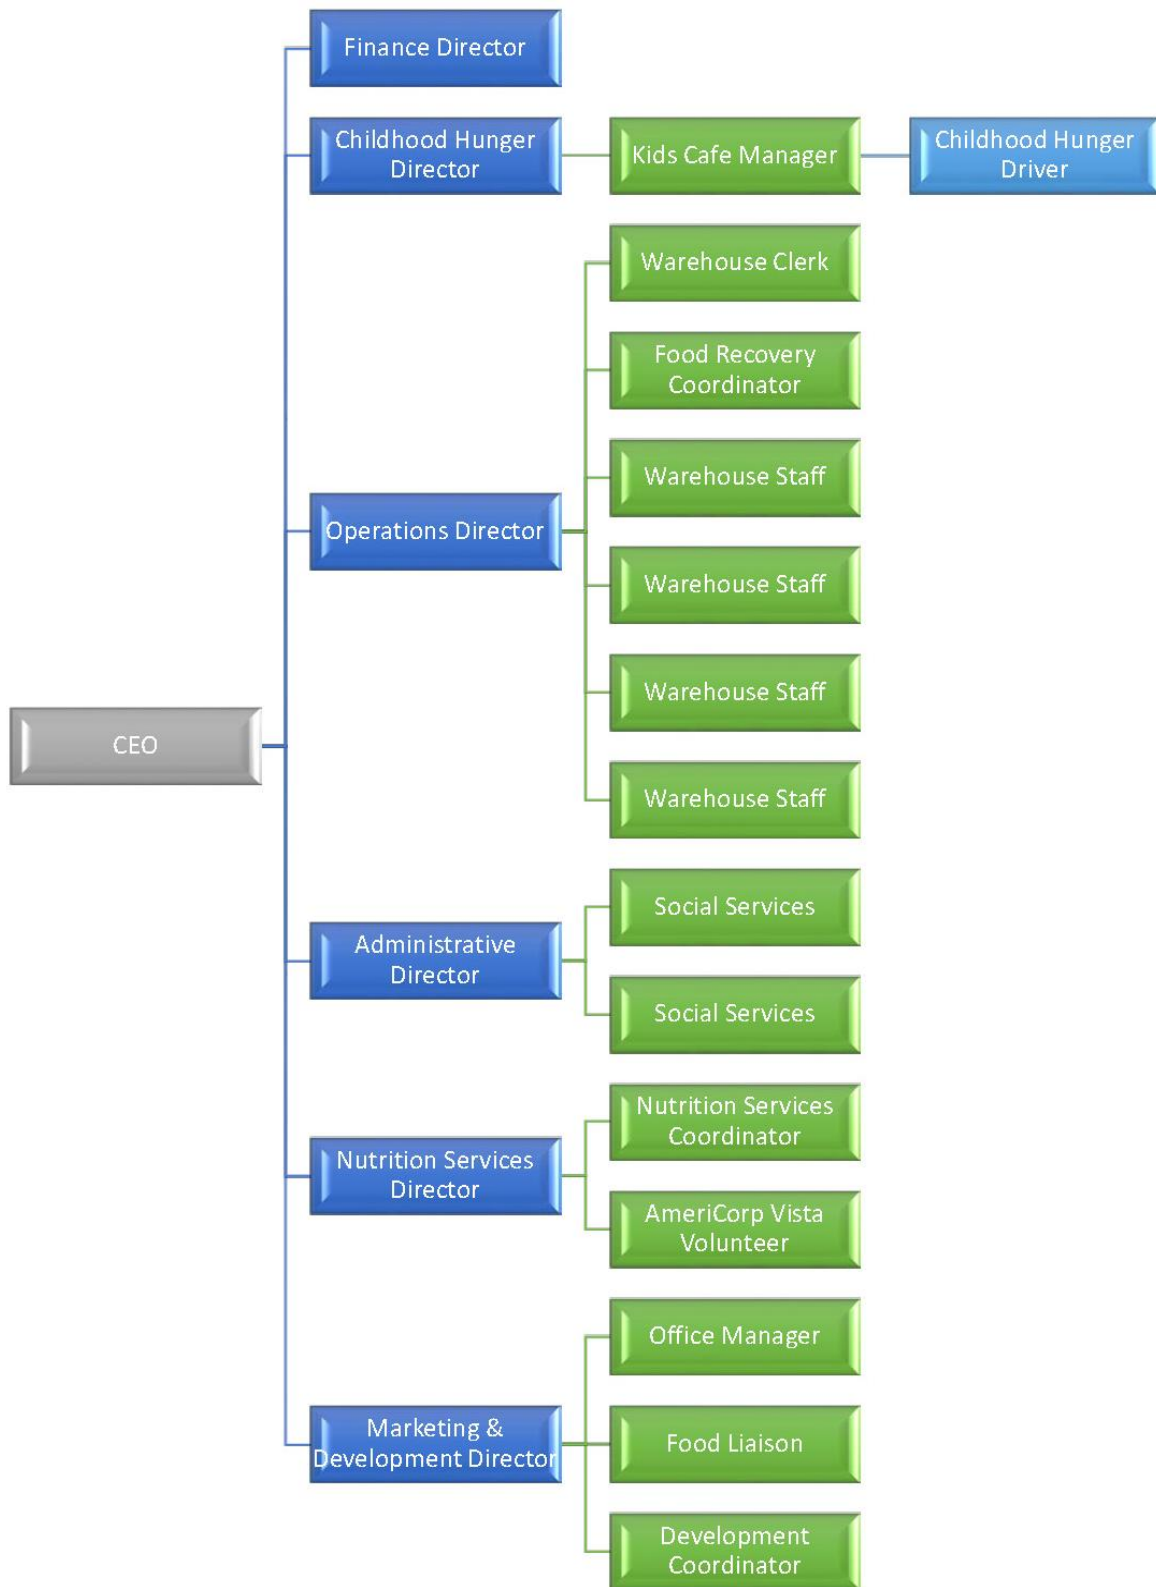 Finance Director
Childhood Hunger
Director
Kids Cafe Manager
Childhood Hunger
Driver
Warehouse Clerk
Food Recovery
Coordinator
Warehouse Staff
Operations Director
Warehouse Staff
Warehouse Staff
CEO
Warehouse Staff
Social Services
Administrative
Director
Social Services
Nutrition Services
Coordinator
Nutrition Services
Director
AmeriCorp Vista
Volunteer
Office Manager
Marketing &
Development Director
Food Liaison
Development
Coordinator